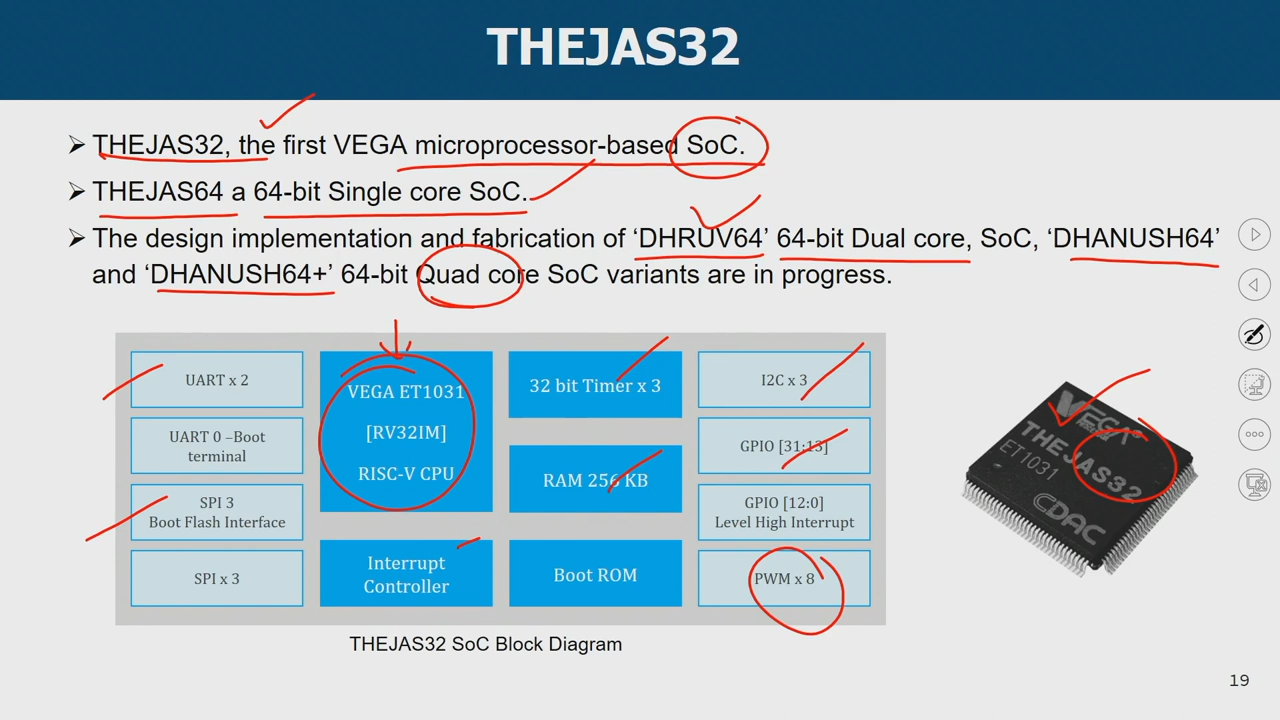 THEJAS32
➢ THEJAS32, the first VEGA microprocessor-based SoC.
➢ THEJAS64 a 64-bit Single core SoC.
➢ The design implementation and fabrication of ‘DHRUV64’ 64-bit Dual core, SoC, ‘DHANUSH64’
and ‘DHANUSH64+’ 64-bit Quad core SoC variants are in progress.
UART x 2
UART 0 –Boot
terminal
SPI 3
Boot Flash Interface
SPI x 3
VEGA ET1031
[RV32IM]
RISC-V CPU
Interrupt
Controller
32 bit Timer x 3
RAM 256 KB
Boot ROM
I2C x 3
GPIO [31:13]
GPIO [12:0]
Level High Interrupt
PWM x 8
THEJAS32 SoC Block Diagram
VEGA
THEJAS32
ET1031
CDAC
19